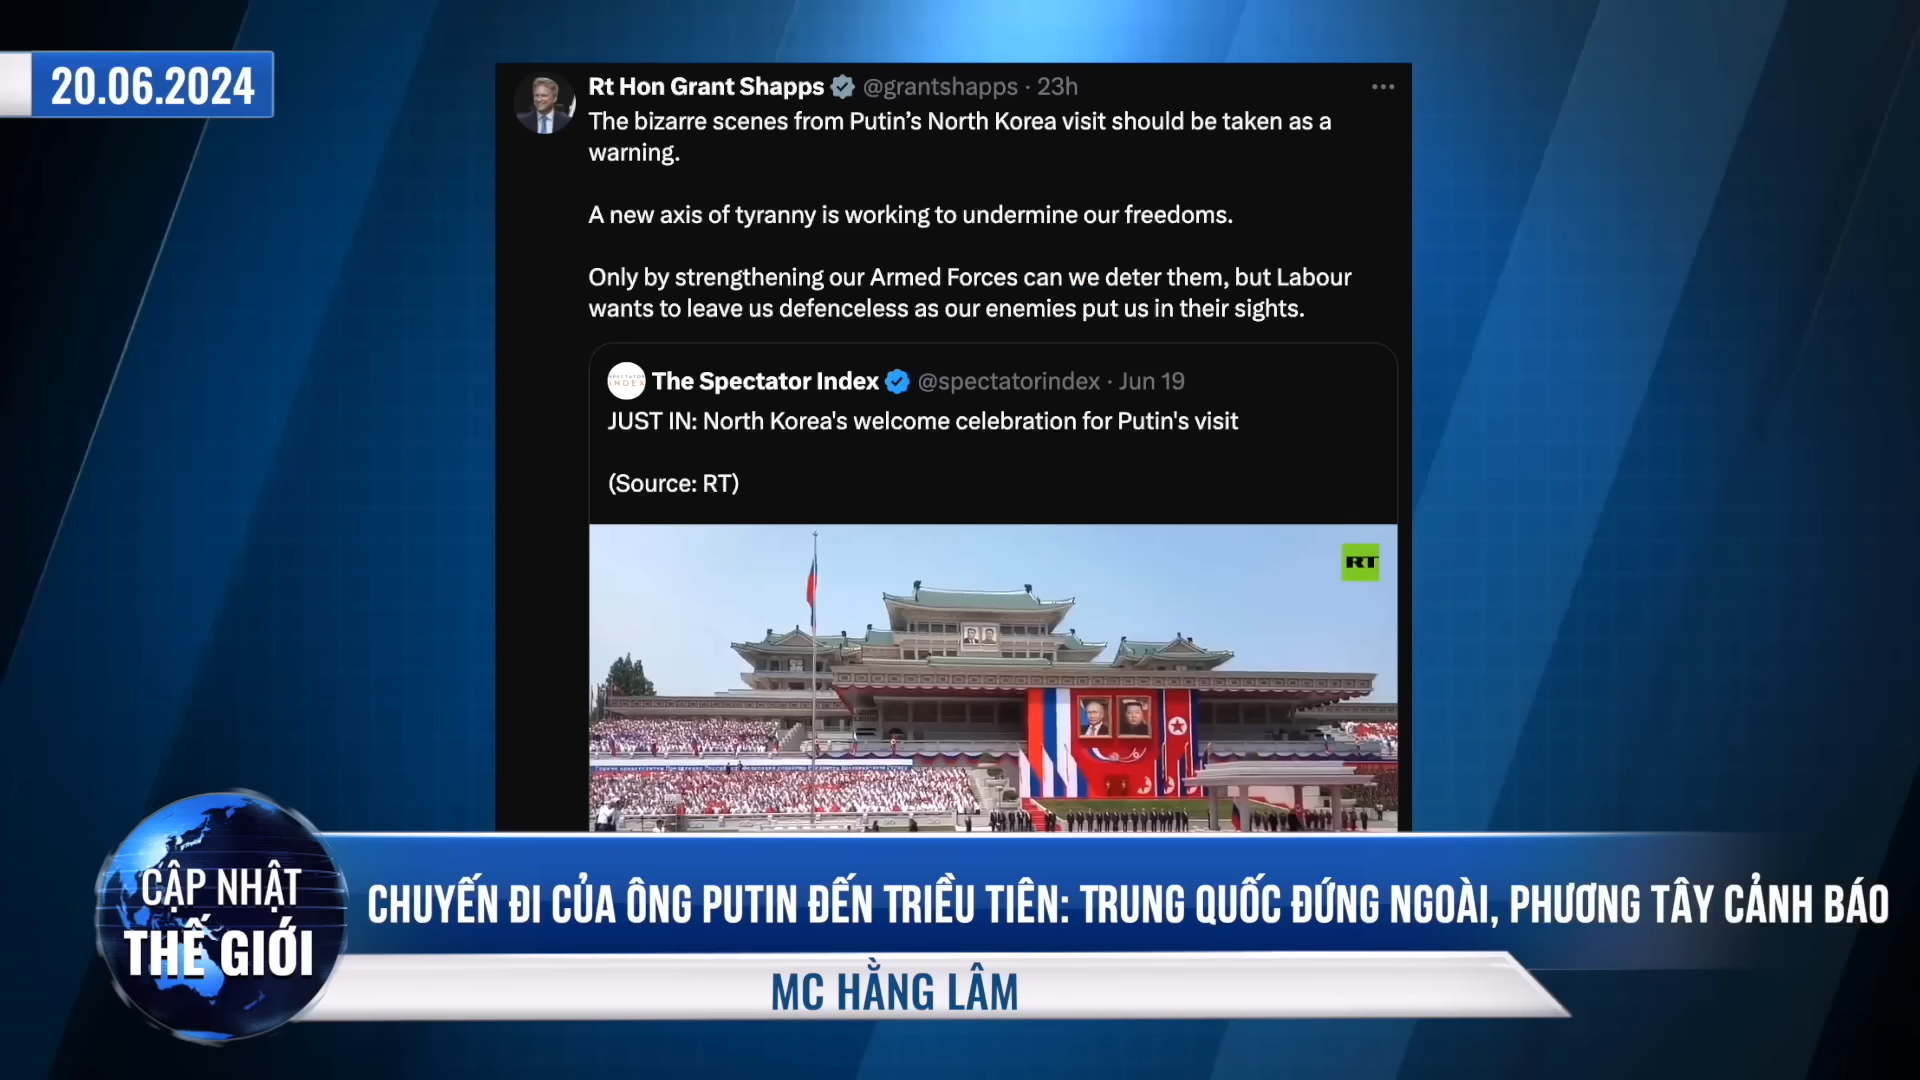 20.06.2024
Rt Hon Grant Shapps @grantshapps · 23h
The bizarre scenes from Putin’s North Korea visit should be taken as a
warning.
A new axis of tyranny is working to undermine our freedoms.
Only by strengthening our Armed Forces can we deter them, but Labour
wants to leave us defenceless as our enemies put us in their sights.
SPECTATOR
INDEX
The Spectator Index @spectatorindex · Jun 19
JUST IN: North Korea's welcome celebration for Putin's visit
(Source: RT)
RT
CẬP NHẬT
THẾ GIỚI
CHUYẾN ĐI CỦA ÔNG PUTIN ĐẾN TRIỀU TIÊN: TRUNG QUỐC ĐỨNG NGOÀI, PHƯƠNG TÂY CẢNH BÁO
MC HẰNG LÂM